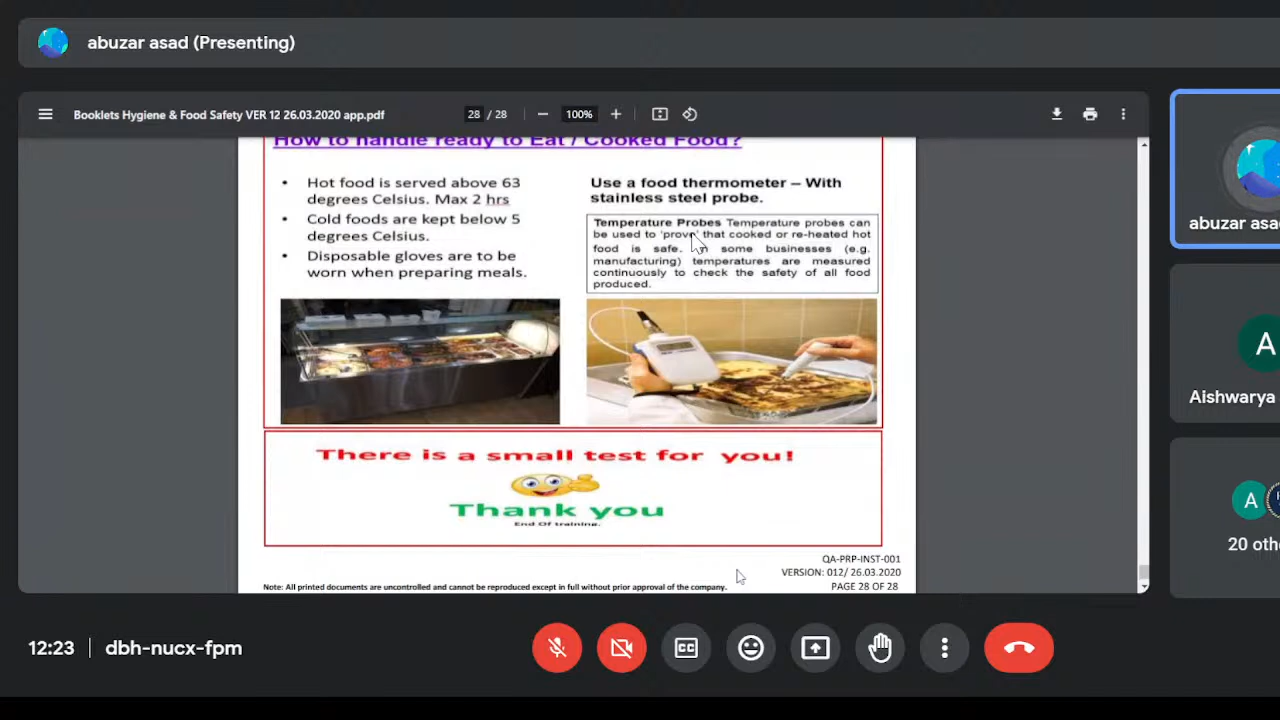 abuzar asad (Presenting)
Booklets Hygiene & Food Safety VER 12 26.03.2020 app.pdf
28 / 28
100%
How to handle ready to Eat / Cooked Food?
• Hot food is served above 63
degrees Celsius. Max 2 hrs
• Cold foods are kept below 5
degrees Celsius.
• Disposable gloves are to be
worn when preparing meals.
Use a food thermometer – With
stainless steel probe.
Temperature Probes Temperature probes can
be used to 'prove' that cooked or re-heated hot
food is safe. In some businesses (e.g.
manufacturing) temperatures are measured
continuously to check the safety of all food
produced.
There is a small test for you!
Thank you
End Of training.
QA-PRP-INST-001
VERSION: 012/ 26.03.2020
Note: All printed documents are uncontrolled and cannot be reproduced except in full without prior approval of the company.
PAGE 28 OF 28
abuzar asa
A
Aishwarya
A
20 oth
12:23
dbh-nucx-fpm
CC